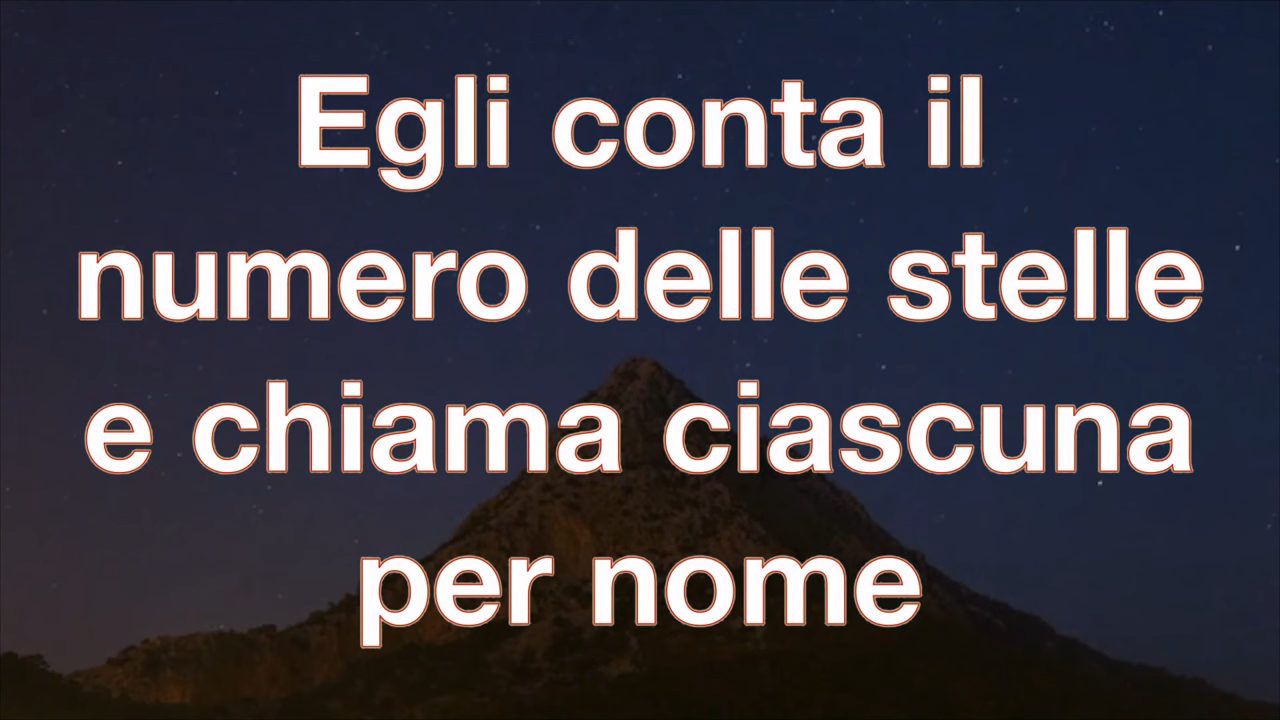 Egli conta il
numero delle stelle
e chiama ciascuna
per nome